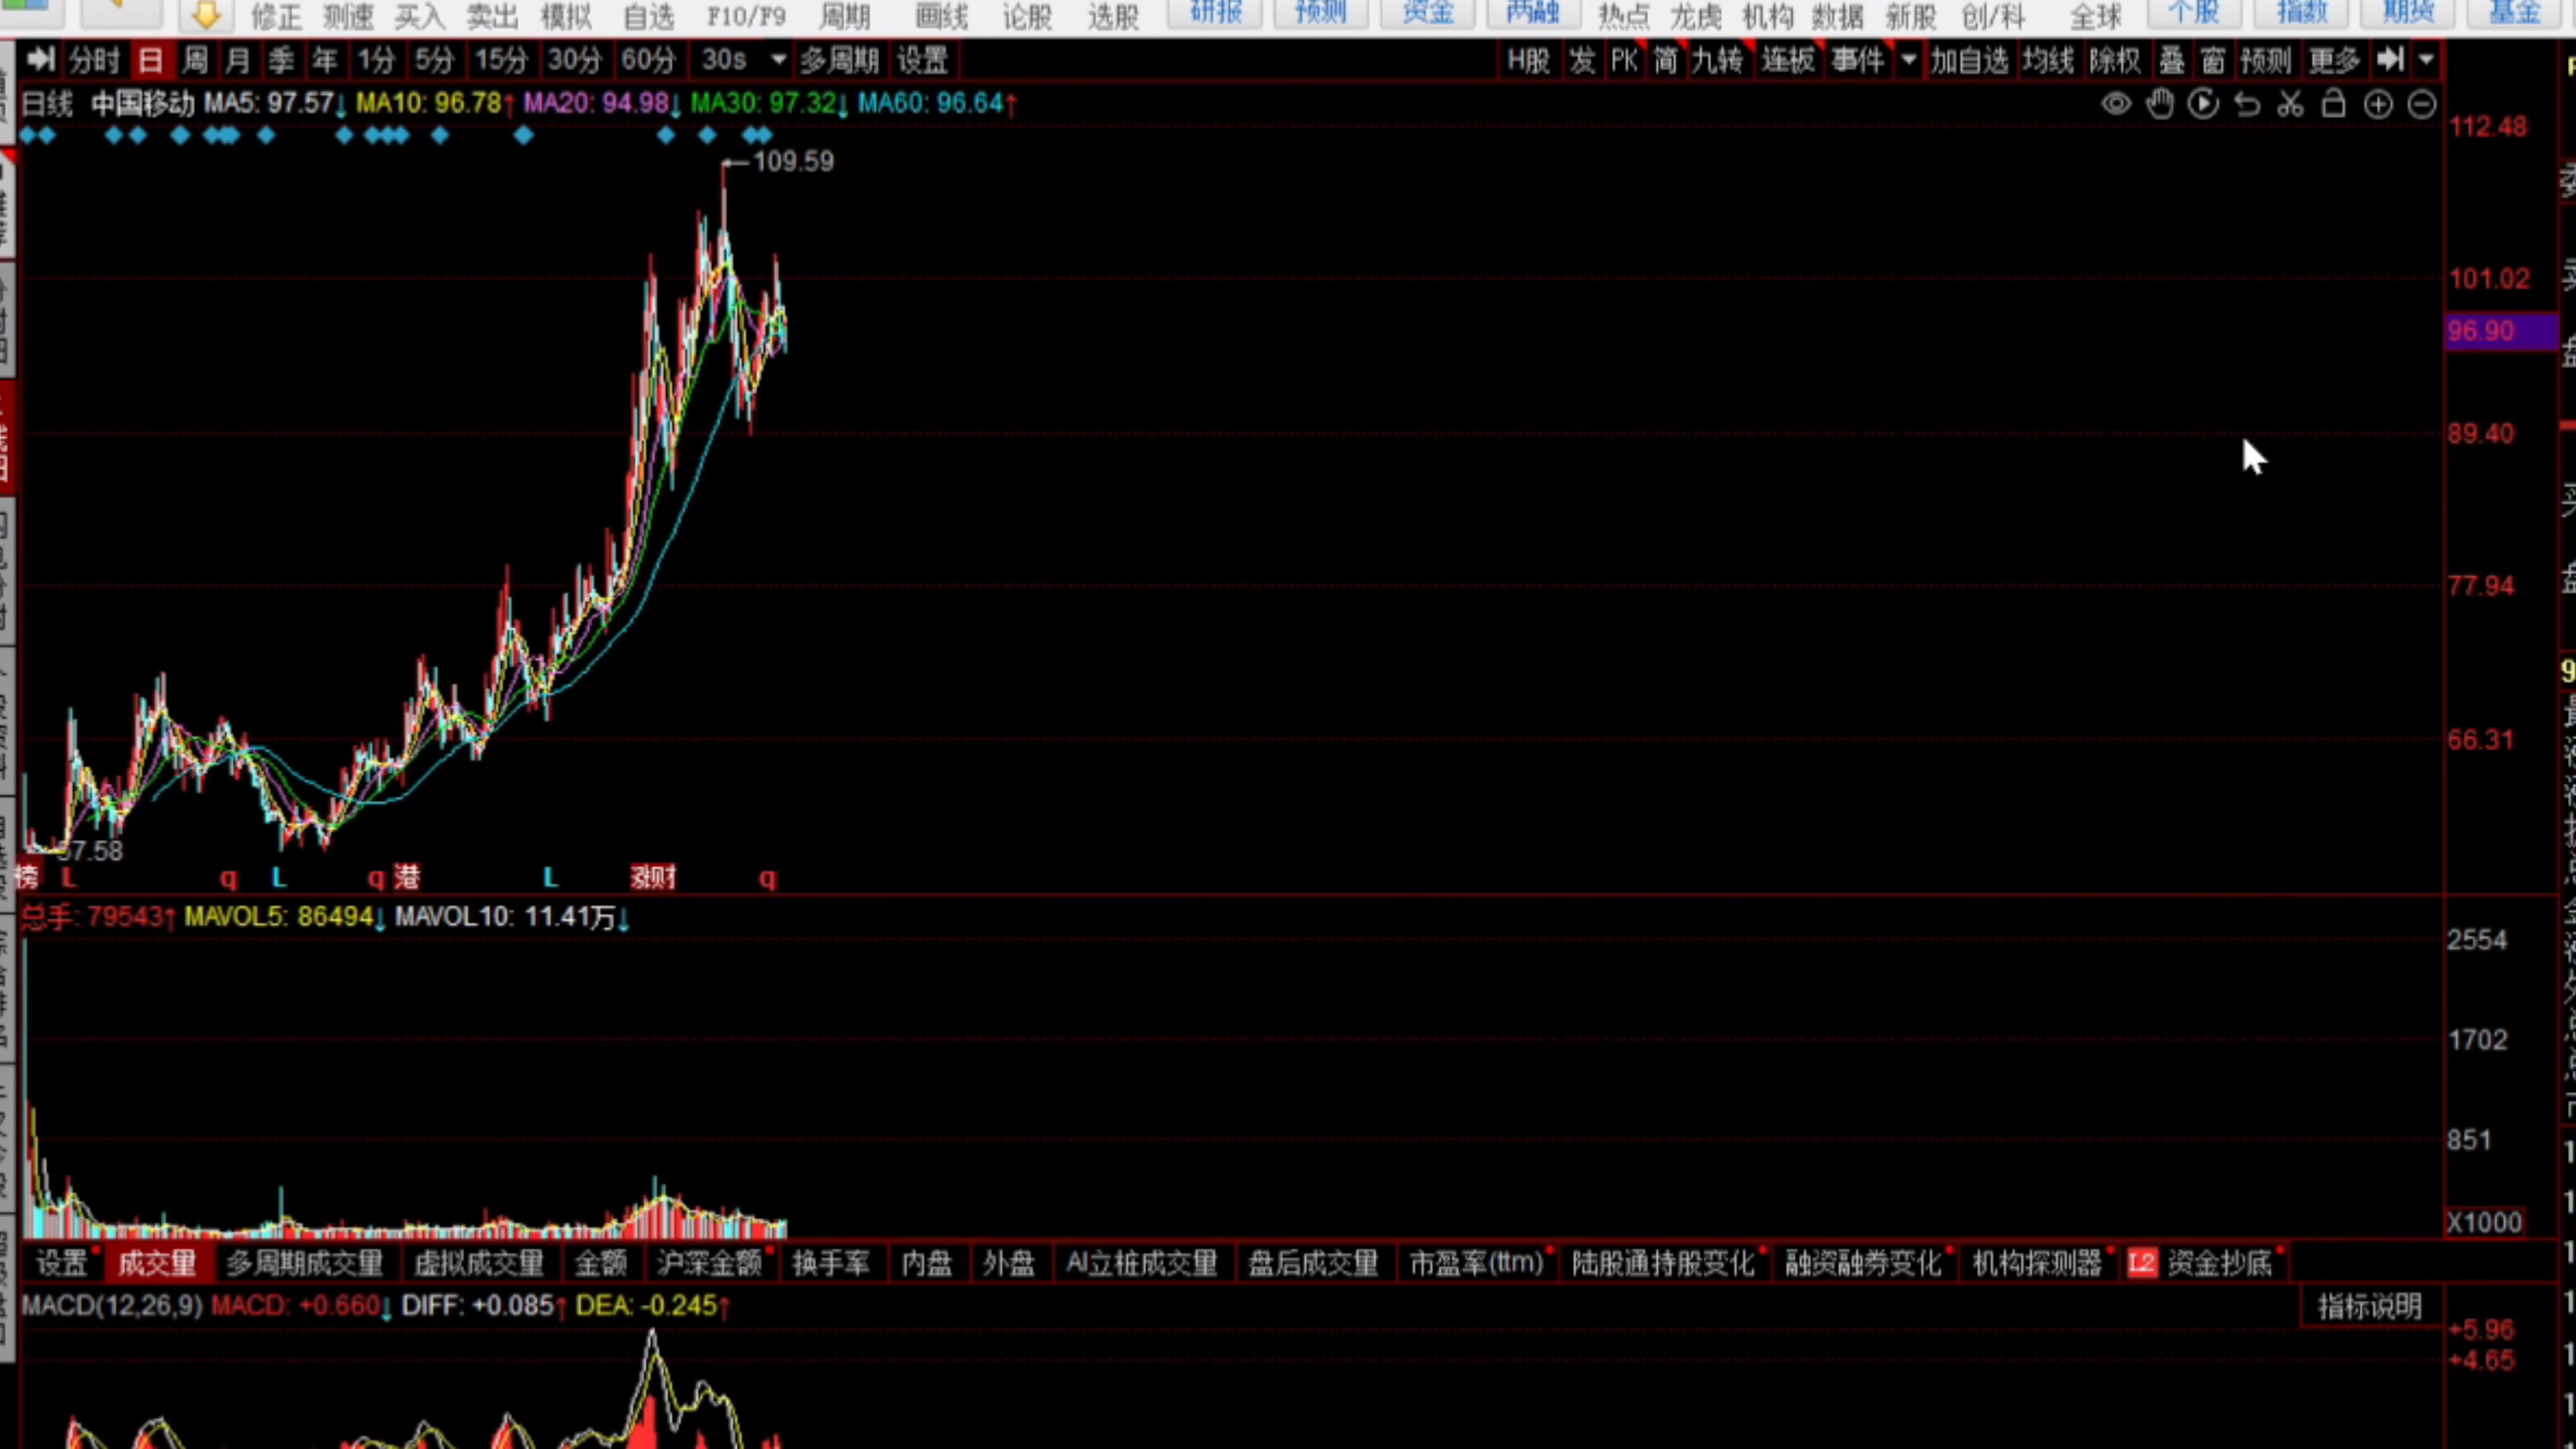 修正 测速 买入 卖出 模拟 自选 F10/F9 周期 画线 论股 选股 研报 预测 资金 两融 热点 龙虎 机构 数据 新股 创/科 全球 个股 指数 期货 基金
分时 日 周 月 季 年 1分 5分 15分 30分 60分 30s 多周期 设置 H股 发 PK 简 九转 连板 事件 加自选 均线 除权 叠 窗 预测 更多
日线 中国移动 MA5: 97.57↓ MA10: 96.78↑ MA20: 94.98↓ MA30: 97.32↓ MA60: 96.64↑
112.48
109.59
101.02
96.90
89.40
77.94
66.31
57.58
榜 L q L q 港 L 涨 财 q
总手: 79543↑ MAVOL5: 86494↓ MAVOL10: 11.41万↓
2554
1702
851
X1000
设置 成交量 多周期成交量 虚拟成交量 金额 沪深金额 换手率 内盘 外盘 AI立桩成交量 盘后成交量 市盈率(ttm) 陆股通持股变化 融资融券变化 机构探测器 L2 资金抄底
MACD(12,26,9) MACD: +0.660↓ DIFF: +0.085↑ DEA: -0.245↑ 指标说明
+5.96
+4.65